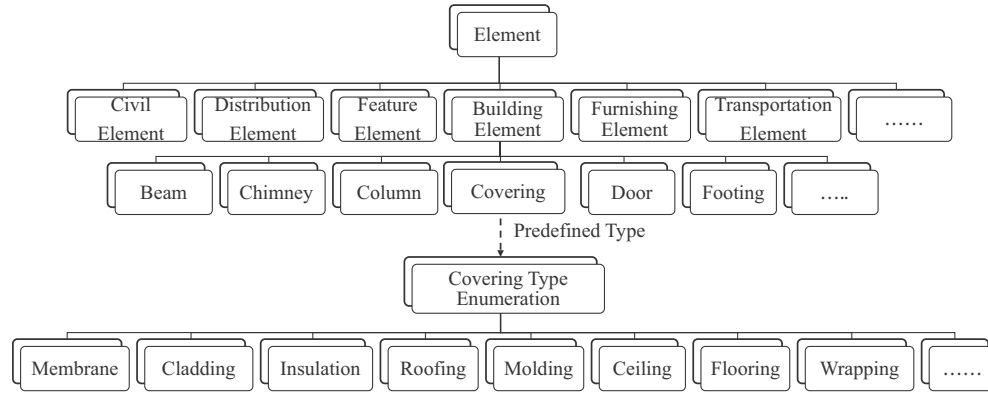 Element
Civil
Element
Distribution
Element
Feature
Element
Building
Element
Furnishing
Element
Transportation
Element
……
Beam
Chimney
Column
Covering
Door
Footing
…..
Predefined Type
Covering Type
Enumeration
Membrane
Cladding
Insulation
Roofing
Molding
Ceiling
Flooring
Wrapping
……